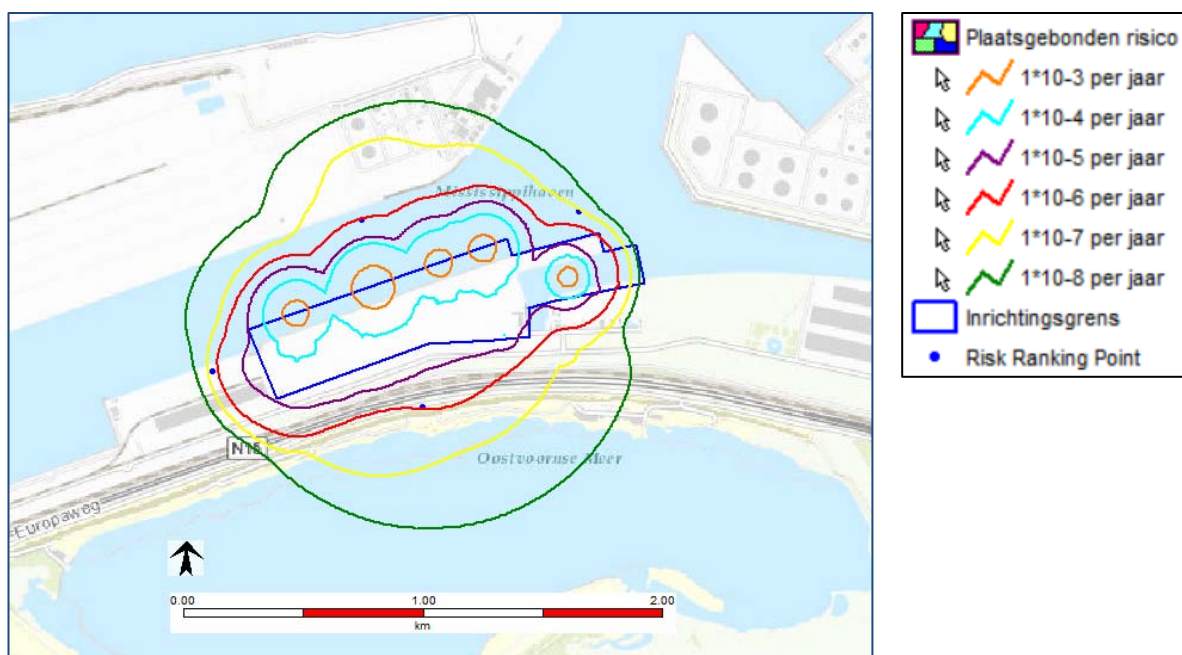 Mississippihaven
Oostvoornse Meer
N15
Europaweg
0.00
1.00
2.00
km
Plaatsgebonden risico
1*10-3 per jaar
1*10-4 per jaar
1*10-5 per jaar
1*10-6 per jaar
1*10-7 per jaar
1*10-8 per jaar
Inrichtingsgrens
Risk Ranking Point